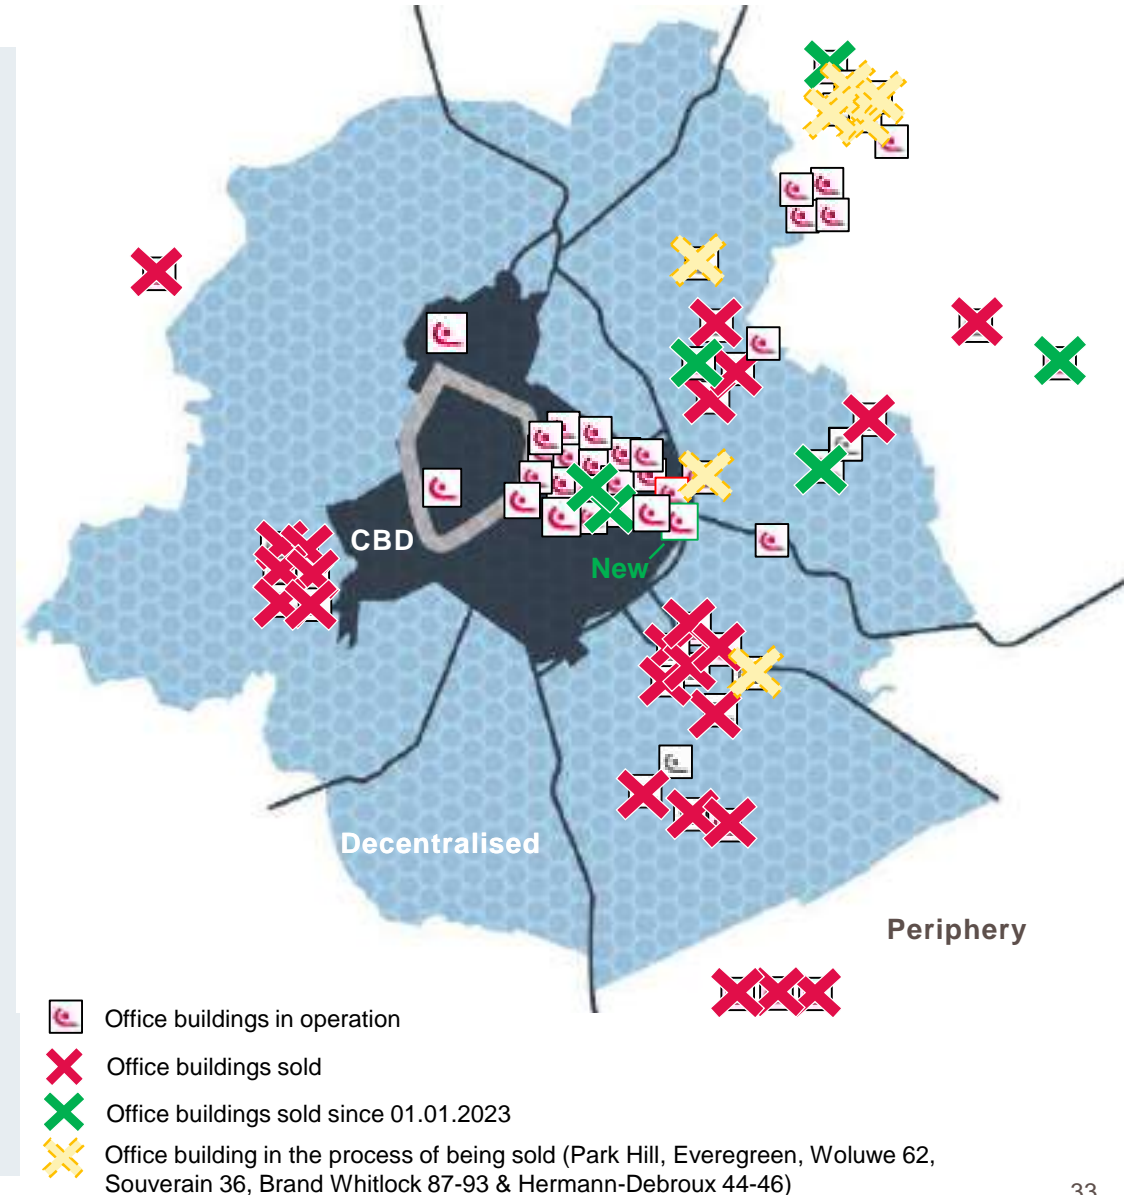 CBD
New
Decentralised
Periphery
Office buildings in operation
Office buildings sold
Office buildings sold since 01.01.2023
Office building in the process of being sold (Park Hill, Everegreen, Woluwe 62,
Souverain 36, Brand Whitlock 87-93 & Hermann-Debroux 44-46)
33